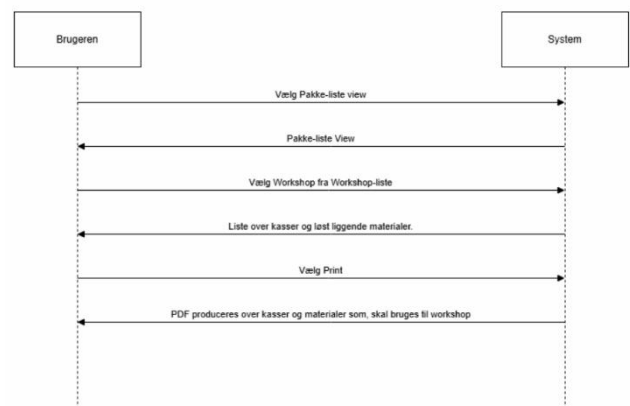 Brugeren
System
Vælg Pakke-liste view
Pakke-liste View
Vælg Workshop fra Workshop-liste
Liste over kasser og løst liggende materialer.
Vælg Print
PDF produceres over kasser og materialer som, skal bruges til workshop